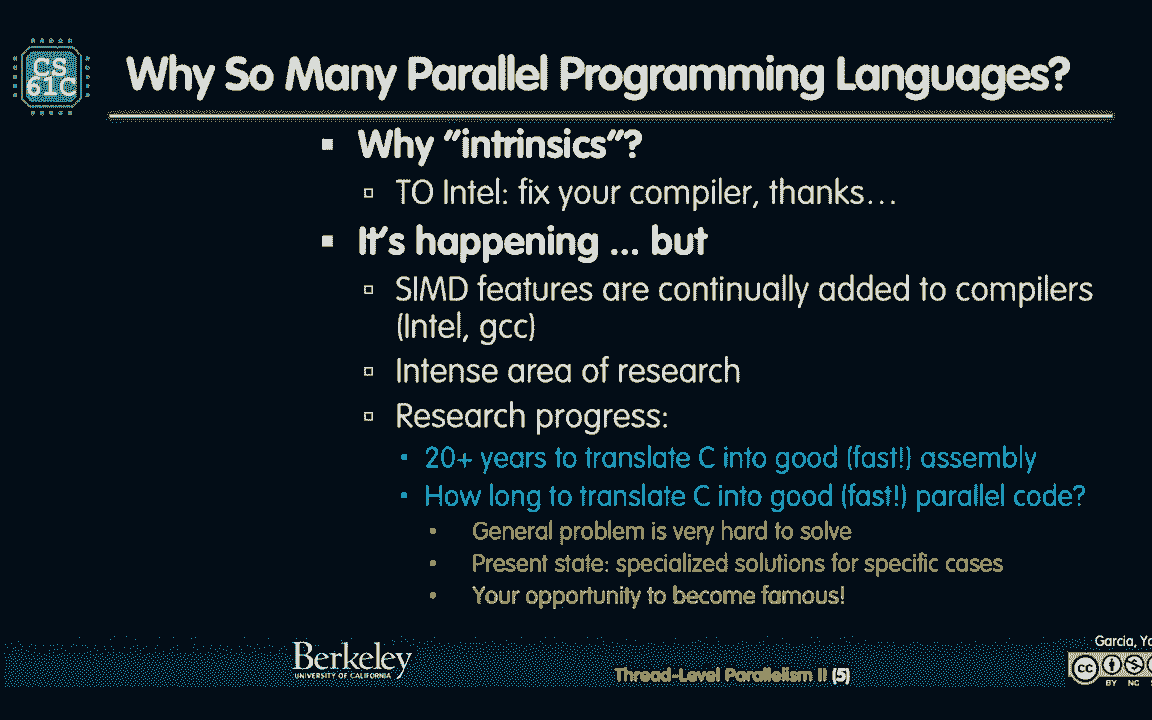 CS
61C
Why So Many Parallel Programming Languages?
Why “intrinsics”?
TO Intel: fix your compiler, thanks…
It’s happening ... but
SIMD features are continually added to compilers
(Intel, gcc)
Intense area of research
Research progress:
20+ years to translate C into good (fast!) assembly
How long to translate C into good (fast!) parallel code?
General problem is very hard to solve
Present state: specialized solutions for specific cases
Your opportunity to become famous!
Garcia,
Berkeley
UNIVERSITY OF CALIFORNIA
Thread-Level Parallelism II (5)
cc
BY NC